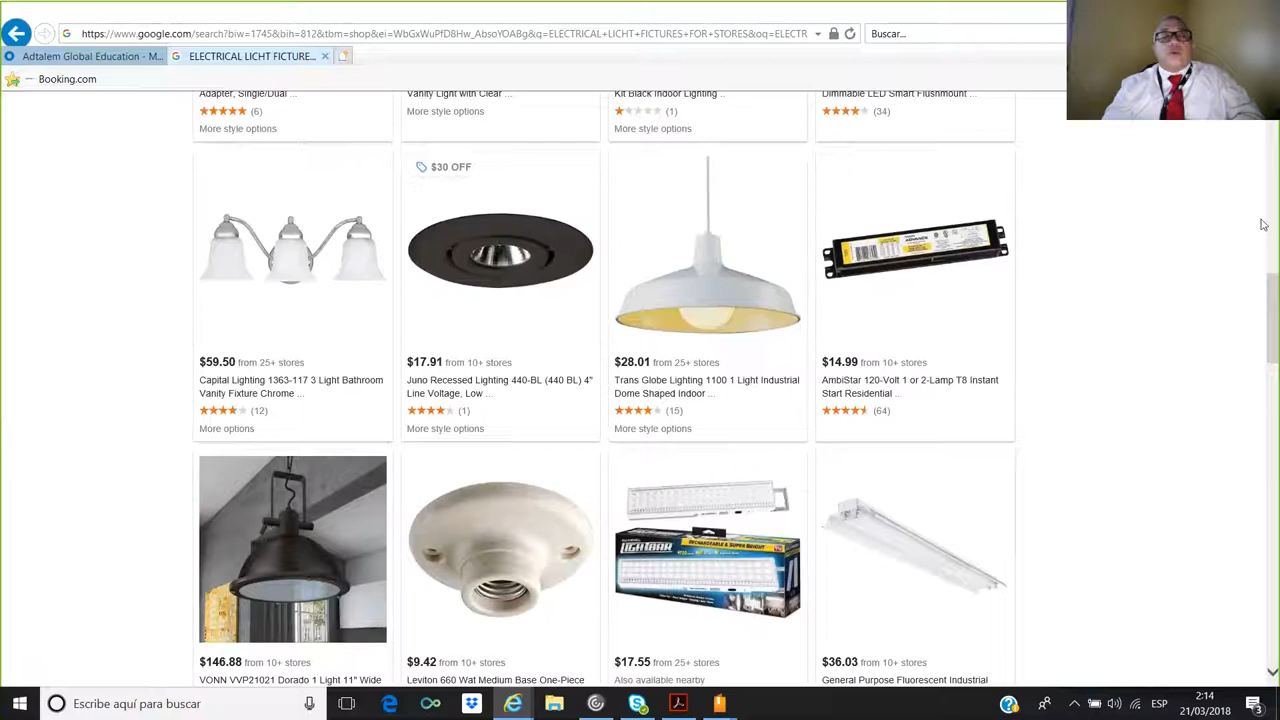 https://www.google.com/search?biw=1745&bih=812&tbm=shop&ei=WbGxWuPfD8Hw_AbsoYOABg&q=ELECTRICAL+LICHT+FICTURES+FOR+STORES&oq=ELECTR
Buscar...
Adtalem Global Education - M...
ELECTRICAL LICHT FICTURE...
Booking.com
Adapter, Single/Dual ...
Vanity Light with Clear ...
Kit Black Indoor Lighting ..
Dimmable LED Smart Flushmount ...
(6)
More style options
(1)
(34)
More style options
More style options
$30 OFF
ADVANCE
$59.50 from 25+ stores
$17.91 from 10+ stores
$28.01 from 25+ stores
$14.99 from 10+ stores
Capital Lighting 1363-117 3 Light Bathroom
Vanity Fixture Chrome ...
Juno Recessed Lighting 440-BL (440 BL) 4"
Line Voltage, Low ...
Trans Globe Lighting 1100 1 Light Industrial
Dome Shaped Indoor ...
AmbiStar 120-Volt 1 or 2-Lamp T8 Instant
Start Residential ...
(12)
(1)
(15)
(64)
More options
More style options
More style options
RECHARGEABLE & SUPER BRIGHT
LIGHTBAR
$146.88 from 10+ stores
$9.42 from 10+ stores
$17.55 from 25+ stores
$36.03 from 10+ stores
VONN VVP21021 Dorado 1 Light 11" Wide
Leviton 660 Wat Medium Base One-Piece
Also available nearby
General Purpose Fluorescent Industrial
Escribe aquí para buscar
ESP
2:14
21/03/2018
3